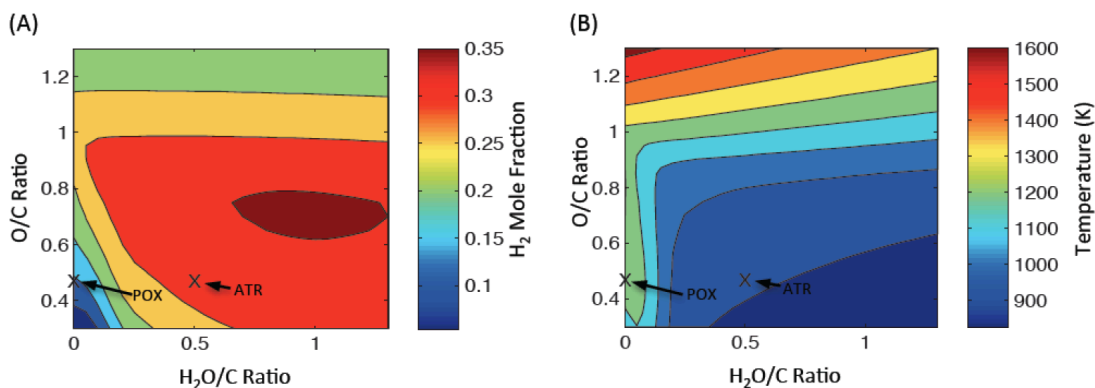 (A)
(B)
0.35
0.3
0.25
0.2
0.15
0.1
H₂ Mole Fraction
1.2
1
0.8
0.6
0.4
O/C Ratio
X
POX
X
ATR
0
0.5
1
H₂O/C Ratio
1600
1500
1400
1300
1200
1100
1000
900
Temperature (K)
1.2
1
0.8
0.6
0.4
O/C Ratio
X
POX
X
ATR
0
0.5
1
H₂O/C Ratio